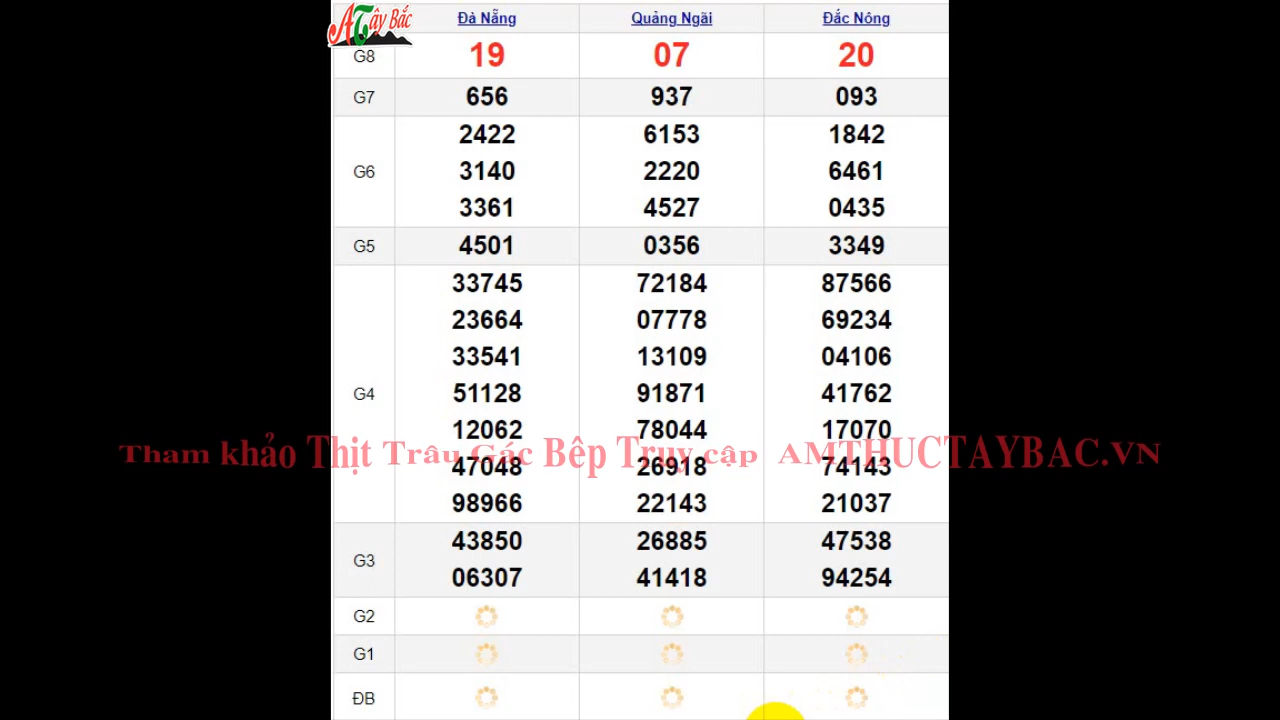 ATây Bắc
Đà Nẵng Quảng Ngãi Đắc Nông
G8 19 07 20
G7 656 937 093
2422 6153 1842
G6 3140 2220 6461
3361 4527 0435
G5 4501 0356 3349
33745 72184 87566
23664 07778 69234
33541 13109 04106
G4 51128 91871 41762
12062 78044 17070
Tham khảo Thịt Trâu Gác Bêp Truy cập AMTHUCTAYBAC.VN
47048 26918 74143
98966 22143 21037
43850 26885 47538
G3
06307 41418 94254
G2
G1
ĐB